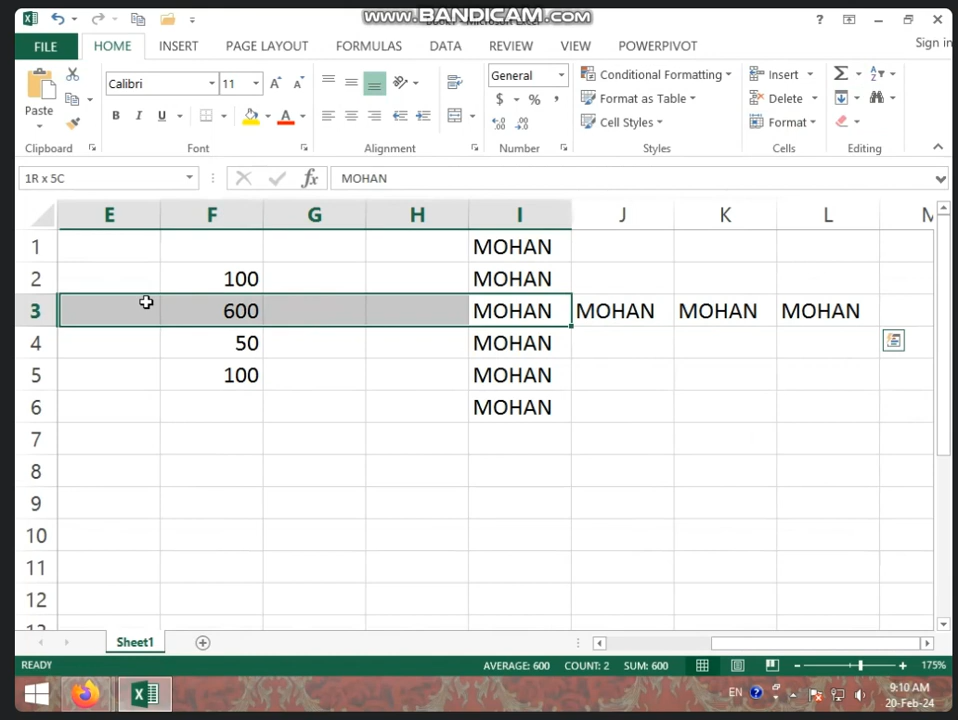 www.BANDICAM.com
?
FILE HOME INSERT PAGE LAYOUT FORMULAS DATA REVIEW VIEW POWERPIVOT Sign in
Paste
Calibri 11
B I U
General
$ % ,
Conditional Formatting
Format as Table
Cell Styles
Insert
Delete
Format
Clipboard Font Alignment Number Styles Cells Editing
1R x 5C fx MOHAN
E F G H I J K L M
1 MOHAN
2 100 MOHAN
3 600 MOHAN MOHAN MOHAN MOHAN
4 50 MOHAN
5 100 MOHAN
6 MOHAN
7
8
9
10
11
12
13
Sheet1
READY AVERAGE: 600 COUNT: 2 SUM: 600 175%
EN 9:10 AM
20-Feb-24